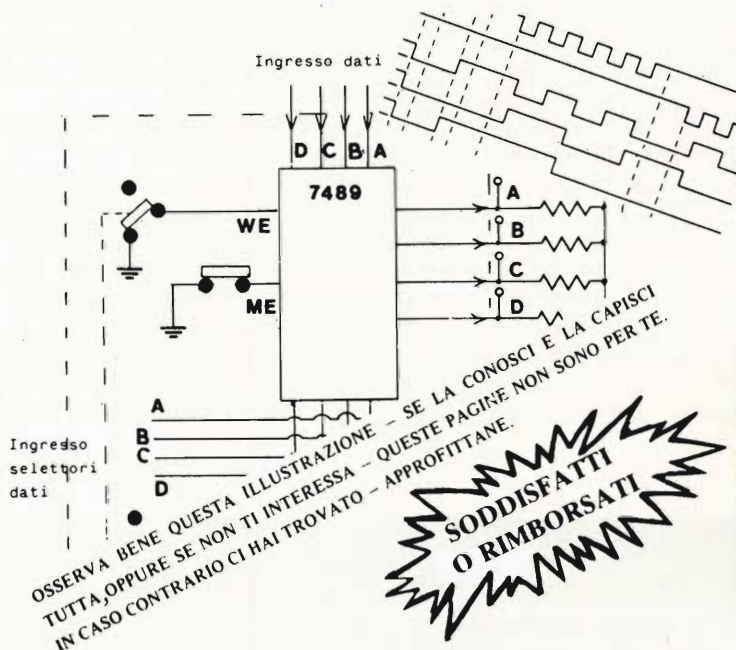 Ingresso dati
D C B A
7489
WE
ME
A
B
C
D
A
B
C
D
Ingresso
selettori
dati
OSSERVA BENE QUESTA ILLUSTRAZIONE - SE LA CONOSCI E LA CAPISCI
TUTTA, OPPURE SE NON TI INTERESSA - QUESTE PAGINE NON SONO PER TE.
IN CASO CONTRARIO CI HAI TROVATO - APPROFITTANE.
SODDISFATTI
O RIMBORSATI